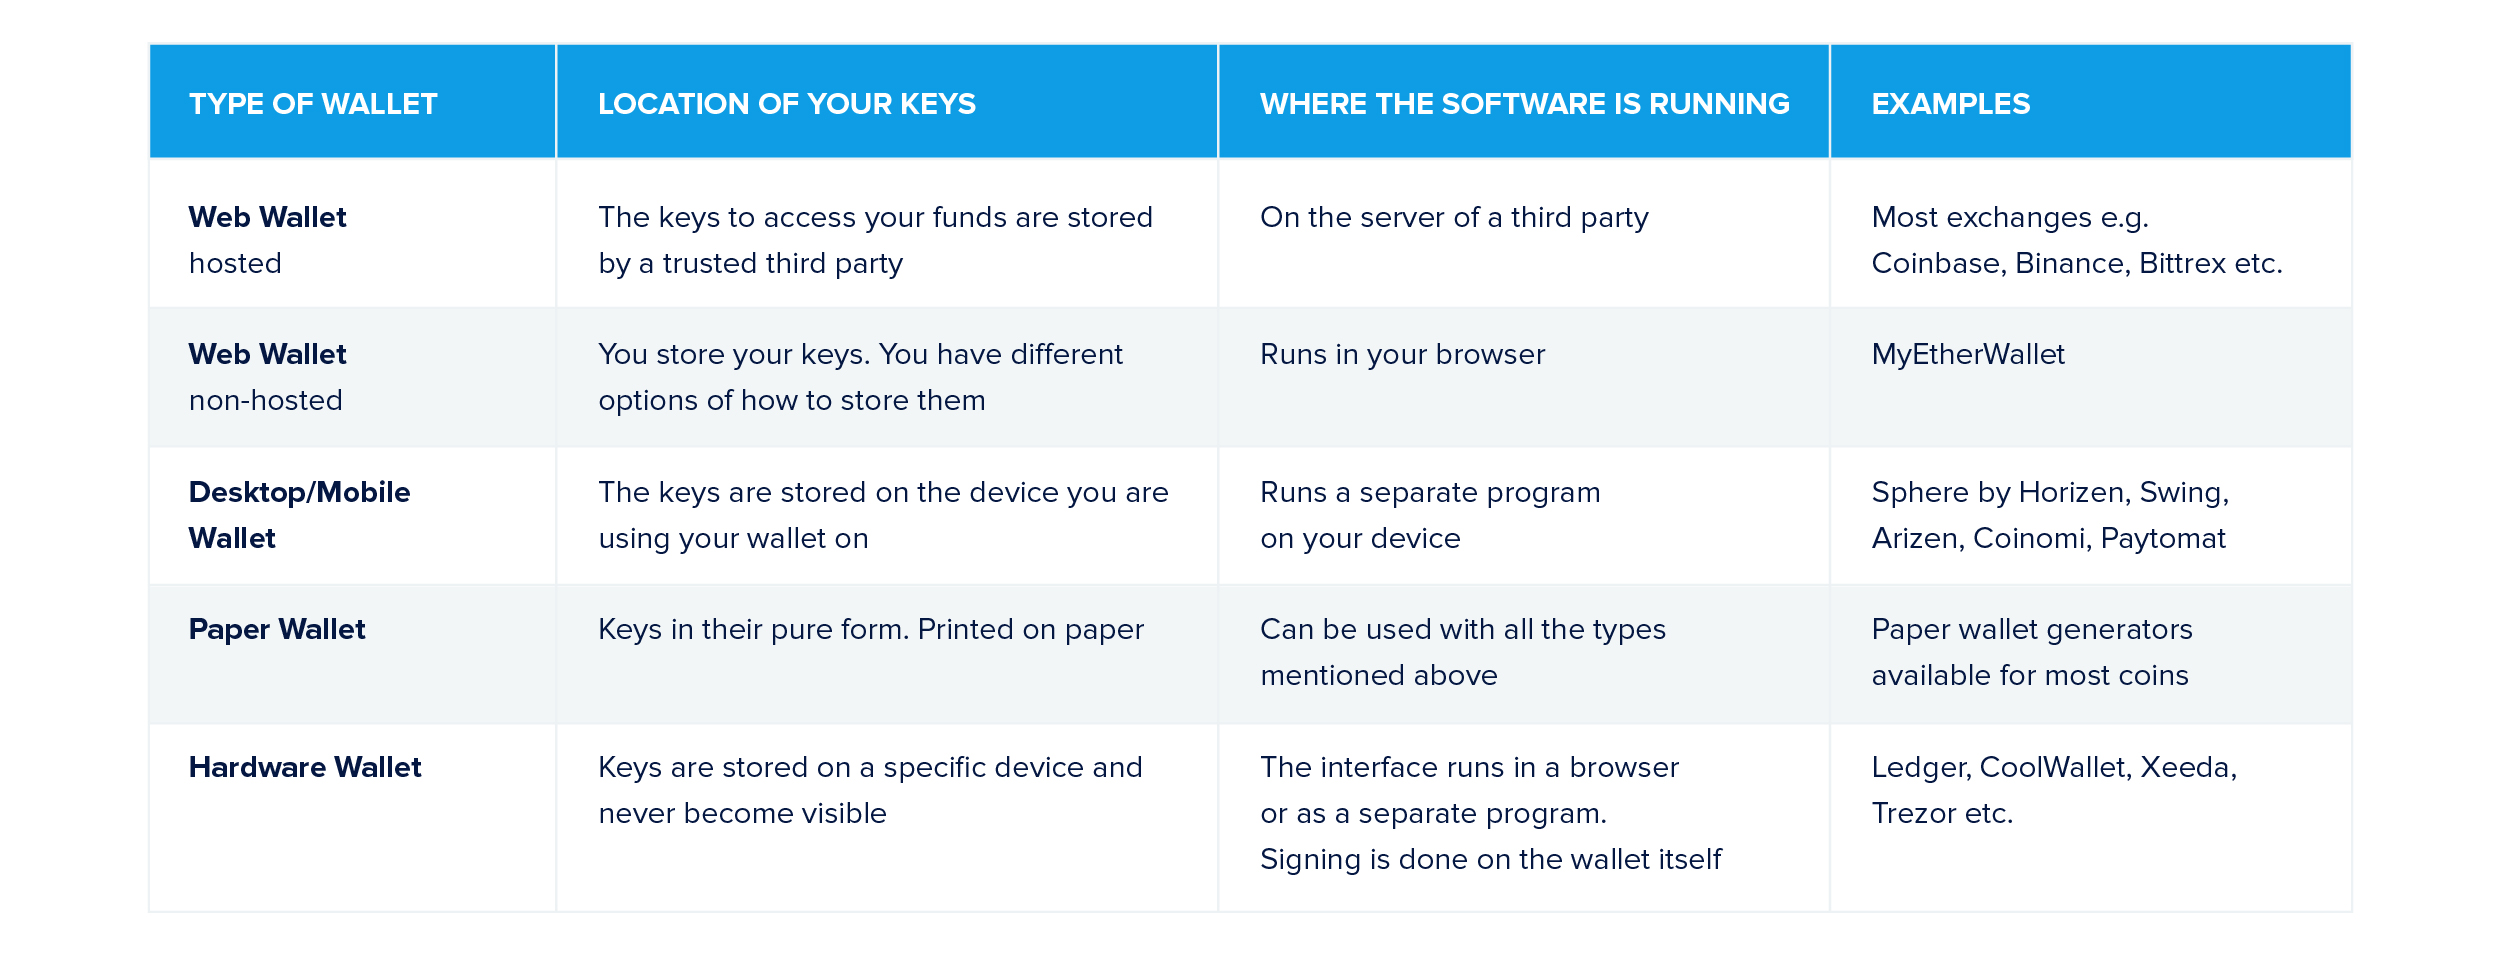 TYPE OF WALLET
LOCATION OF YOUR KEYS
WHERE THE SOFTWARE IS RUNNING
EXAMPLES
Web Wallet
hosted
The keys to access your funds are stored
by a trusted third party
On the server of a third party
Most exchanges e.g.
Coinbase, Binance, Bittrex etc.
Web Wallet
non-hosted
You store your keys. You have different
options of how to store them
Runs in your browser
MyEtherWallet
Desktop/Mobile
Wallet
The keys are stored on the device you are
using your wallet on
Runs a separate program
on your device
Sphere by Horizen, Swing,
Arizen, Coinomi, Paytomat
Paper Wallet
Keys in their pure form. Printed on paper
Can be used with all the types
mentioned above
Paper wallet generators
available for most coins
Hardware Wallet
Keys are stored on a specific device and
never become visible
The interface runs in a browser
or as a separate program.
Signing is done on the wallet itself
Ledger, CoolWallet, Xeeda,
Trezor etc.